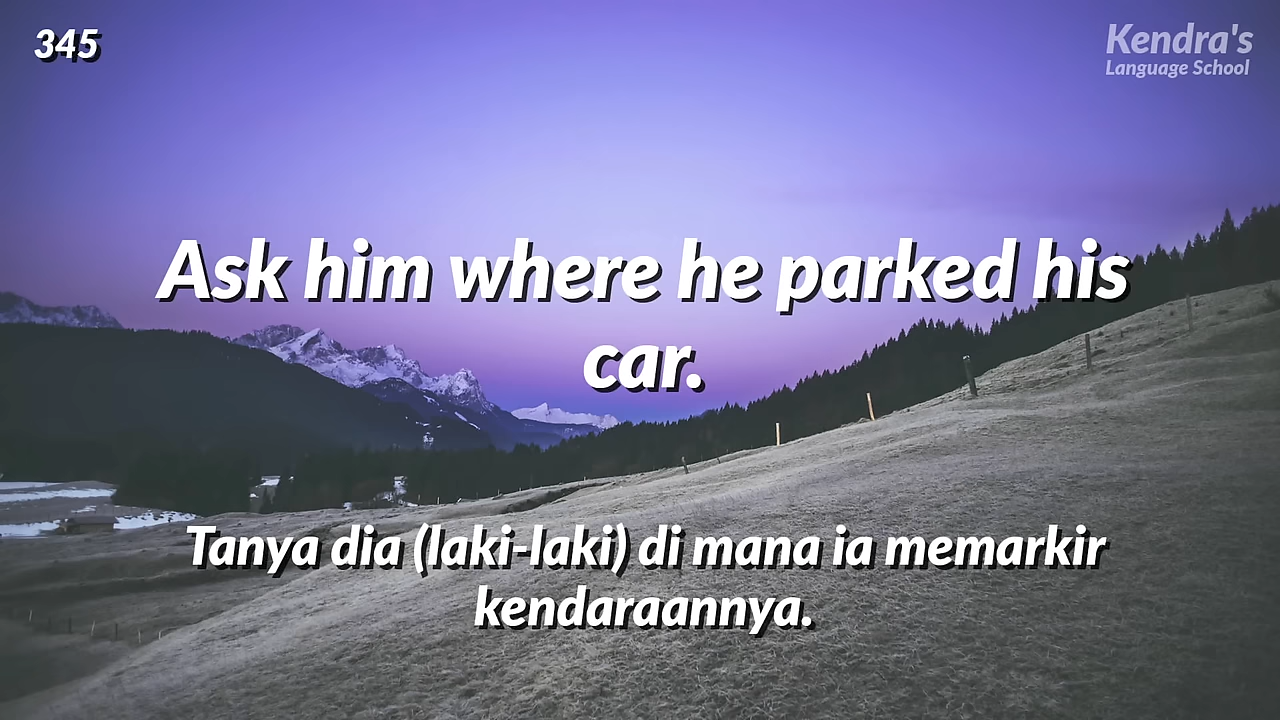 345
Kendra's
Language School
Ask him where he parked his
car.
Tanya dia (laki-laki) di mana ia memarkir
kendaraannya.